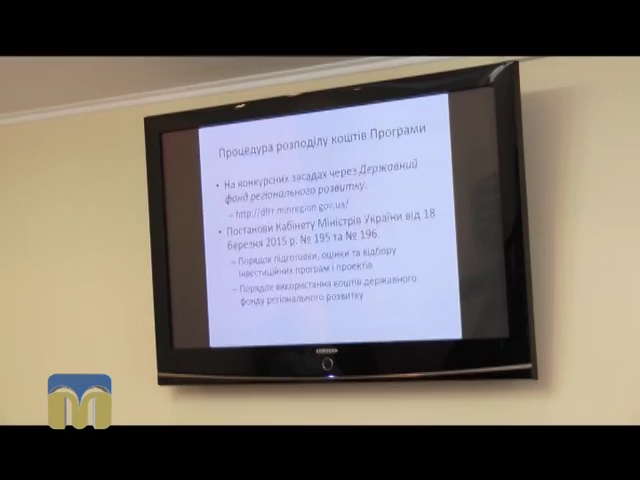 Процедура розподілу коштів Програми
• На конкурсних засадах через Державний
фонд регіонального розвитку.
– http://dfrr.minregion.gov.ua/
• Постанови Кабінету Міністрів України від 18
березня 2015 р. № 195 та № 196.
– Порядок підготовки, оцінки та відбору
інвестиційних програм і проектів
– Порядок використання коштів державного
фонду регіонального розвитку
SAMSUNG
М